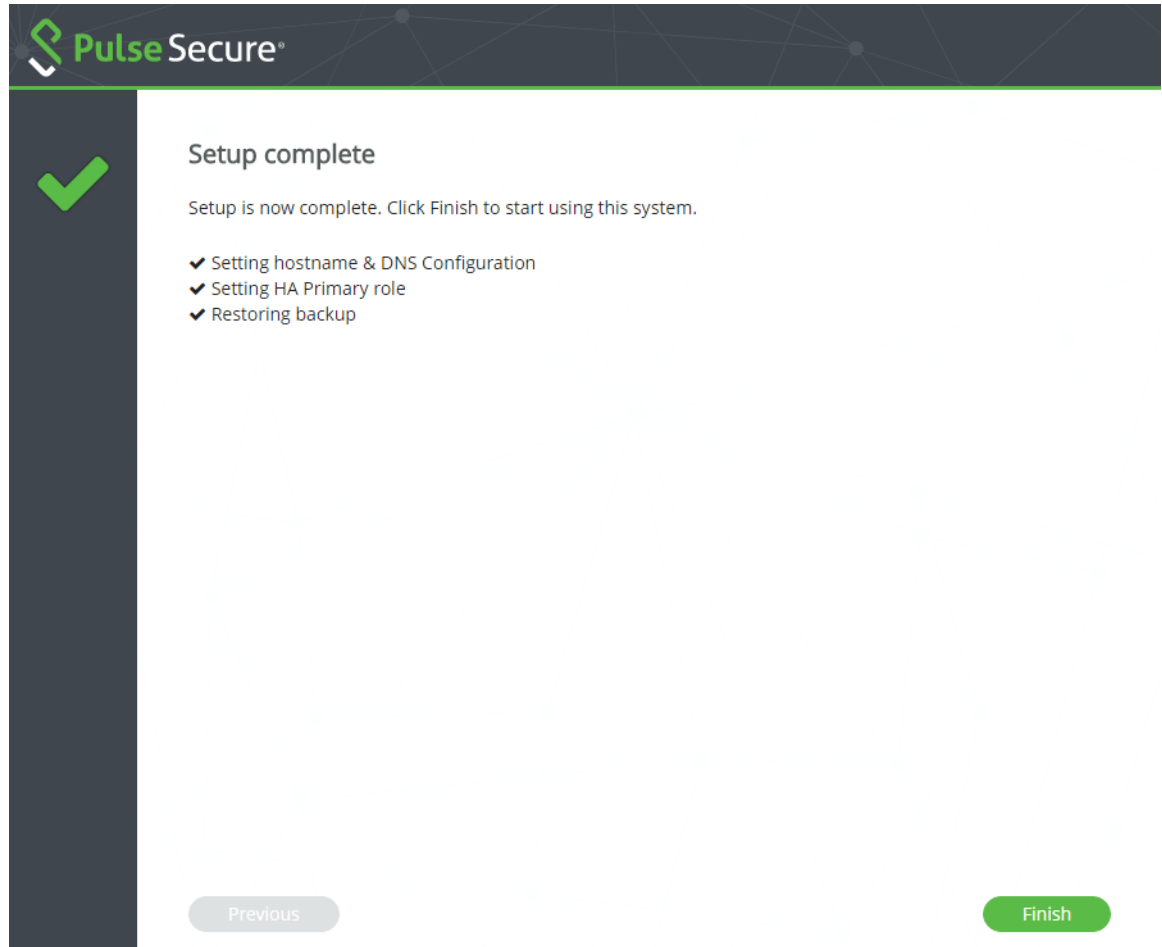 Pulse Secure®
Setup complete
Setup is now complete. Click Finish to start using this system.
✔ Setting hostname & DNS Configuration
✔ Setting HA Primary role
✔ Restoring backup
Previous
Finish